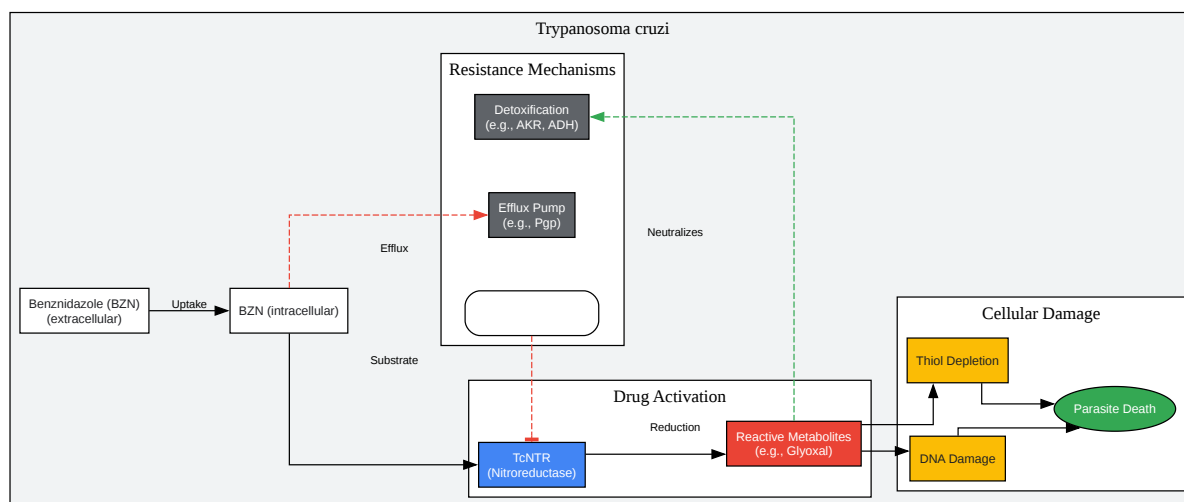 Trypanosoma cruzi
Resistance Mechanisms
Detoxification
(e.g., AKR, ADH)
Efflux Pump
(e.g., Pgp)
Neutralizes
Efflux
Benznidazole (BZN)
(extracellular)
Uptake
BZN (intracellular)
Substrate
Drug Activation
TcNTR
(Nitroreductase)
Reduction
Reactive Metabolites
(e.g., Glyoxal)
Cellular Damage
Thiol Depletion
Parasite Death
DNA Damage